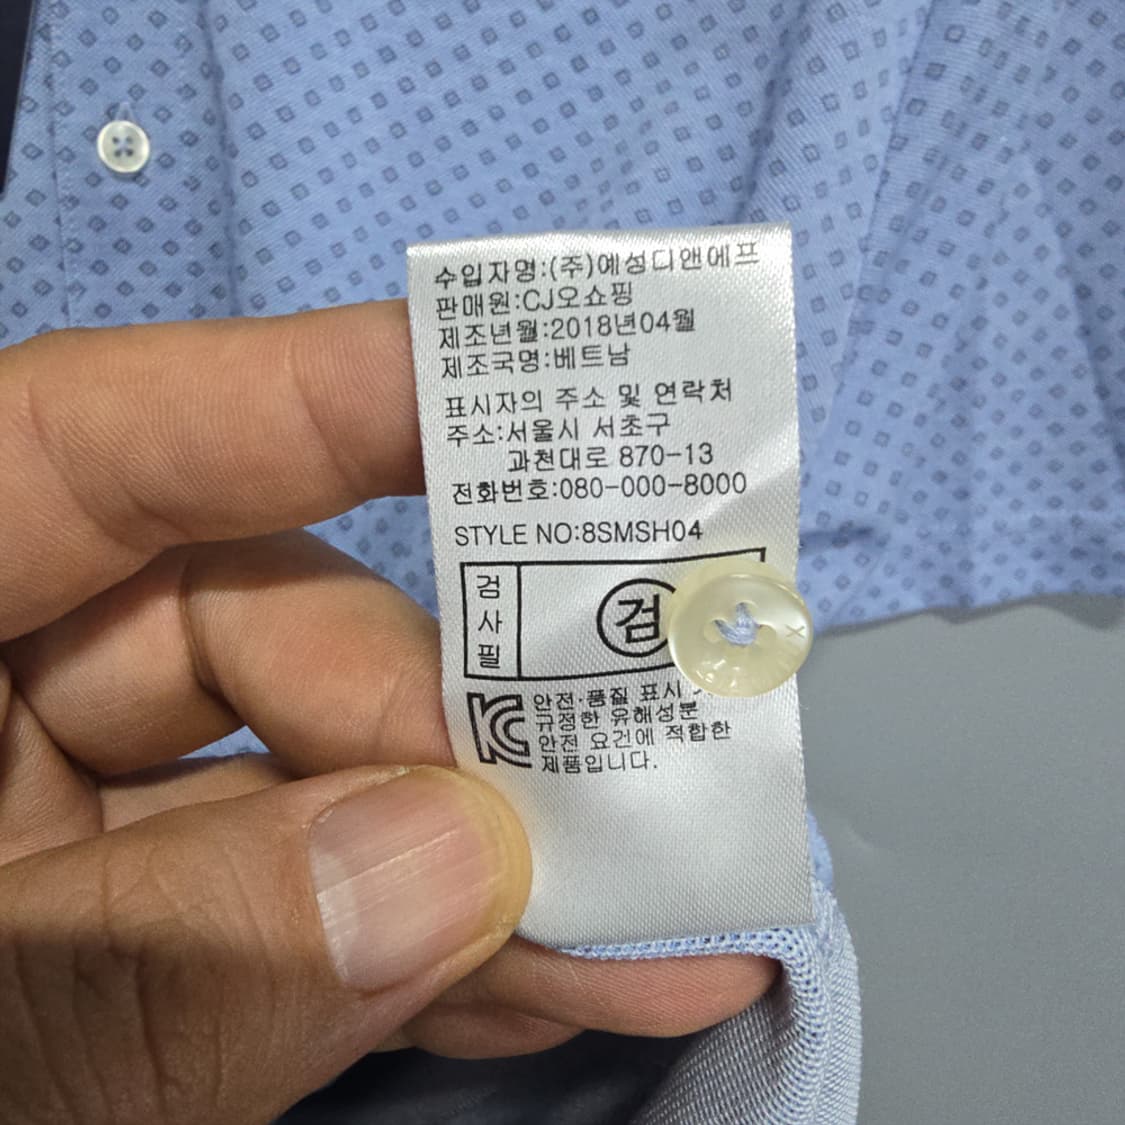 수입자명:(주)에성디앤에프
판매원:CJ오쇼핑
제조년월:2018년04월
제조국명:베트남
표시자의 주소 및 연락처
주소:서울시 서초구
과천대로 870-13
전화번호:080-000-8000
STYLE NO:8SMSH04
검사필
검
KC
안전·품질 표시
규정한 유해성분
안전 요건에 적합한
제품입니다.